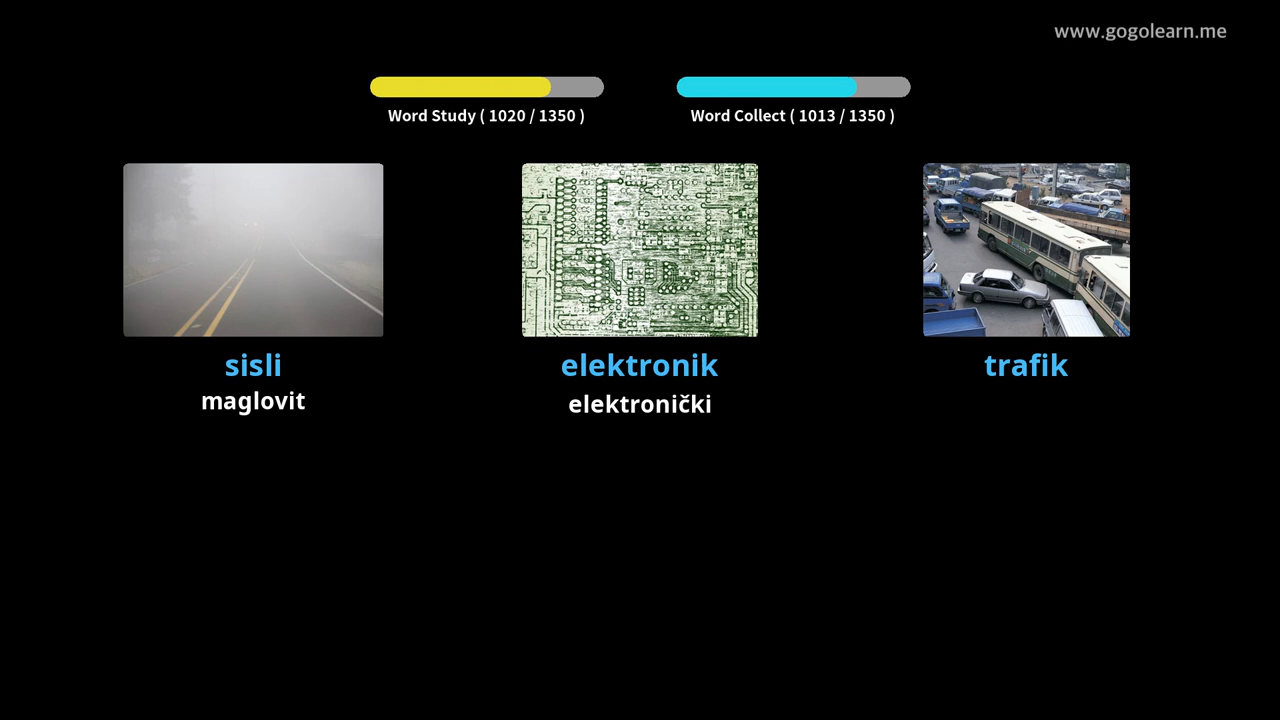 www.gogolearn.me
Word Study ( 1020 / 1350 )
Word Collect ( 1013 / 1350 )
sisli
maglovit
elektronik
elektronički
trafik